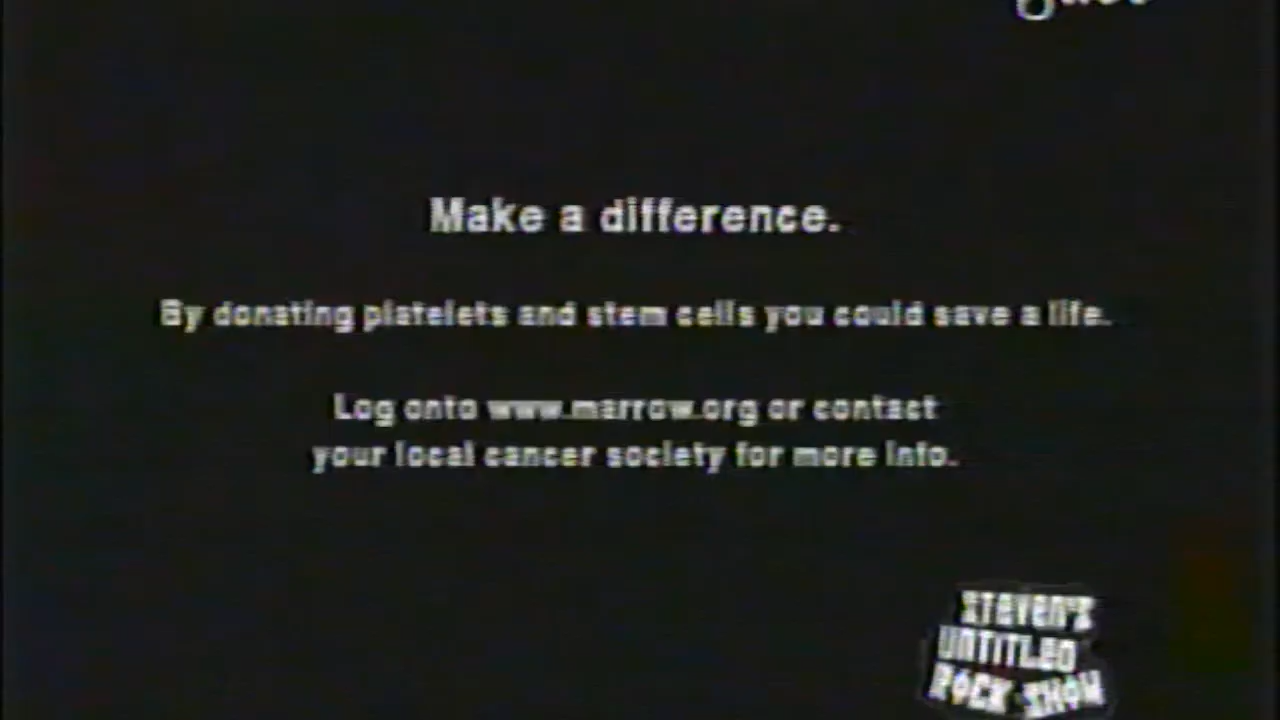 Make a difference.
By donating platelets and stem cells you could save a life.
Log onto www.marrow.org or contact
your local cancer society for more info.
STEVEN'S
UNTITLED
ROCK SHOW